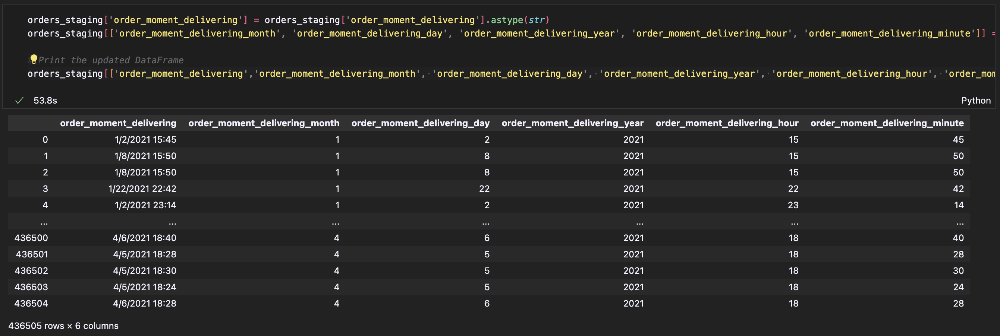 orders_staging['order_moment_delivering'] = orders_staging['order_moment_delivering'].astype(str)
orders_staging[['order_moment_delivering_month', 'order_moment_delivering_day', 'order_moment_delivering_year', 'order_moment_delivering_hour', 'order_moment_delivering_minute']] =
# Print the updated DataFrame
orders_staging[['order_moment_delivering','order_moment_delivering_month', 'order_moment_delivering_day', 'order_moment_delivering_year', 'order_moment_delivering_hour', 'order_mom
53.8s Python
order_moment_delivering order_moment_delivering_month order_moment_delivering_day order_moment_delivering_year order_moment_delivering_hour order_moment_delivering_minute
0 1/2/2021 15:45 1 2 2021 15 45
1 1/8/2021 15:50 1 8 2021 15 50
2 1/8/2021 15:50 1 8 2021 15 50
3 1/22/2021 22:42 1 22 2021 22 42
4 1/2/2021 23:14 1 2 2021 23 14
... ... ... ... ... ... ...
436500 4/6/2021 18:40 4 6 2021 18 40
436501 4/5/2021 18:28 4 5 2021 18 28
436502 4/5/2021 18:30 4 5 2021 18 30
436503 4/5/2021 18:24 4 5 2021 18 24
436504 4/6/2021 18:28 4 6 2021 18 28
436505 rows × 6 columns